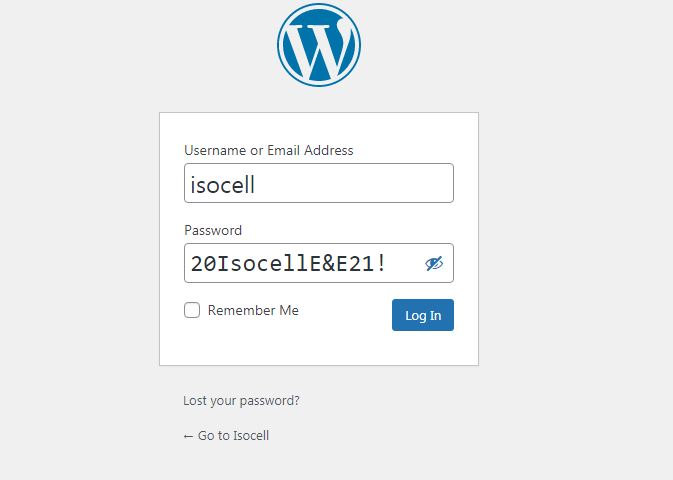 Username or Email Address
isocell
Password
20IsocellE&E21!
Remember Me
Log In
Lost your password?
← Go to Isocell